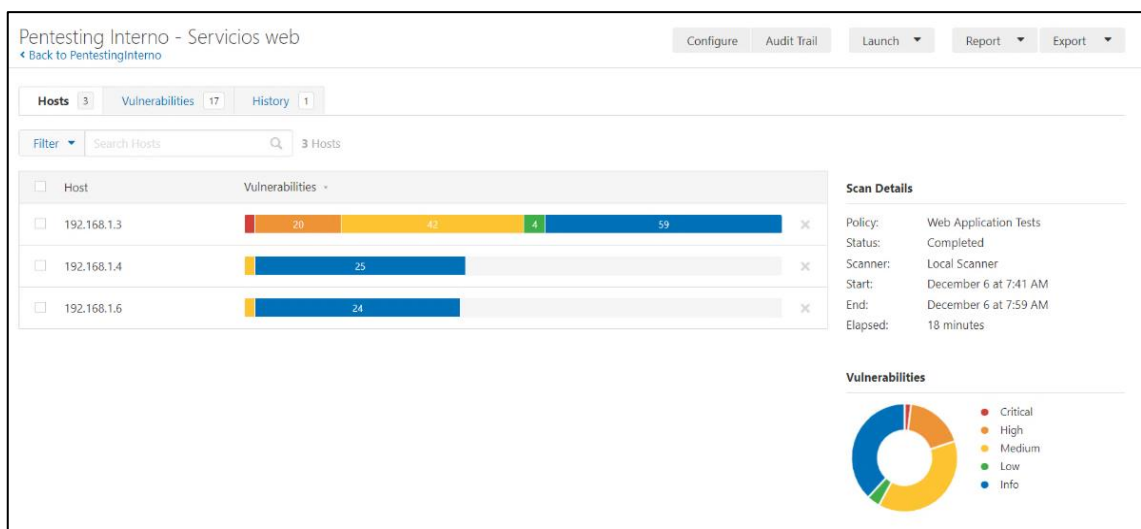 Pentesting Interno - Servicios web
Back to PentestingInterno
Configure Audit Trail Launch Report Export
Hosts 3 Vulnerabilities 17 History 1
Filter Search Hosts 3 Hosts
Host Vulnerabilities
192.168.1.3 20 42 4 59
192.168.1.4 25
192.168.1.6 24
Scan Details
Policy: Web Application Tests
Status: Completed
Scanner: Local Scanner
Start: December 6 at 7:41 AM
End: December 6 at 7:59 AM
Elapsed: 18 minutes
Vulnerabilities
Critical
High
Medium
Low
Info